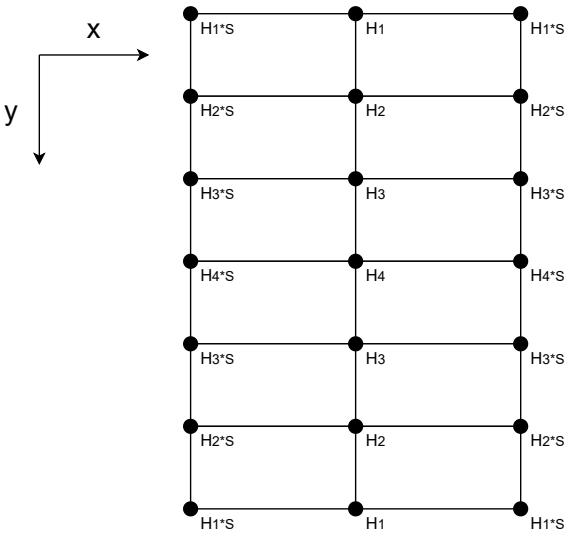 x
H1*S H1 H1*S
y
H2*S H2 H2*S
H3*S H3 H3*S
H4*S H4 H4*S
H3*S H3 H3*S
H2*S H2 H2*S
H1*S H1 H1*S